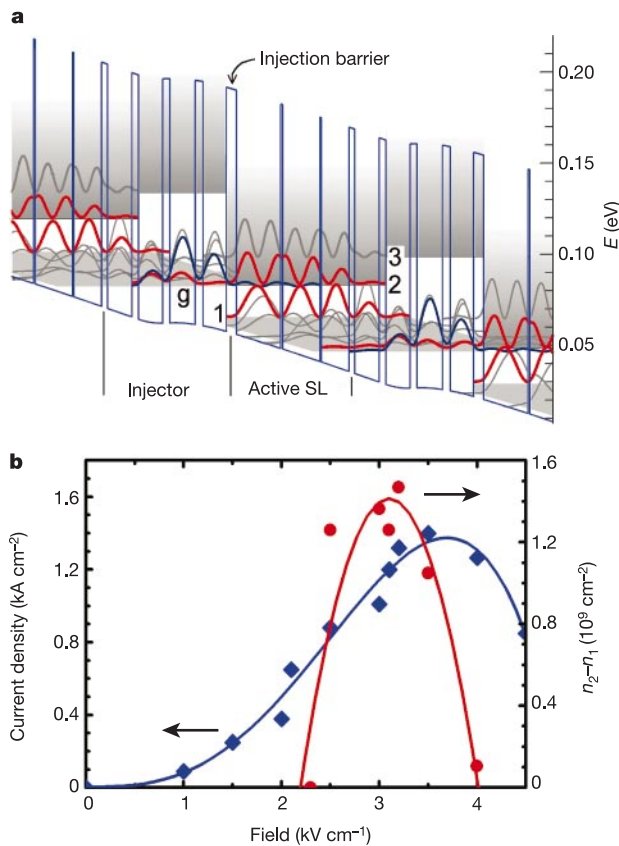 a
Injection barrier
0.20
0.15
0.10
0.05
E (eV)
3
2
g
1
Injector
Active SL
b
1.6
1.2
0.8
0.4
0
Current density (kA cm⁻²)
1.6
1.2
0.8
0.4
0
n₂–n₁ (10⁹ cm⁻²)
0 1 2 3 4
Field (kV cm⁻¹)